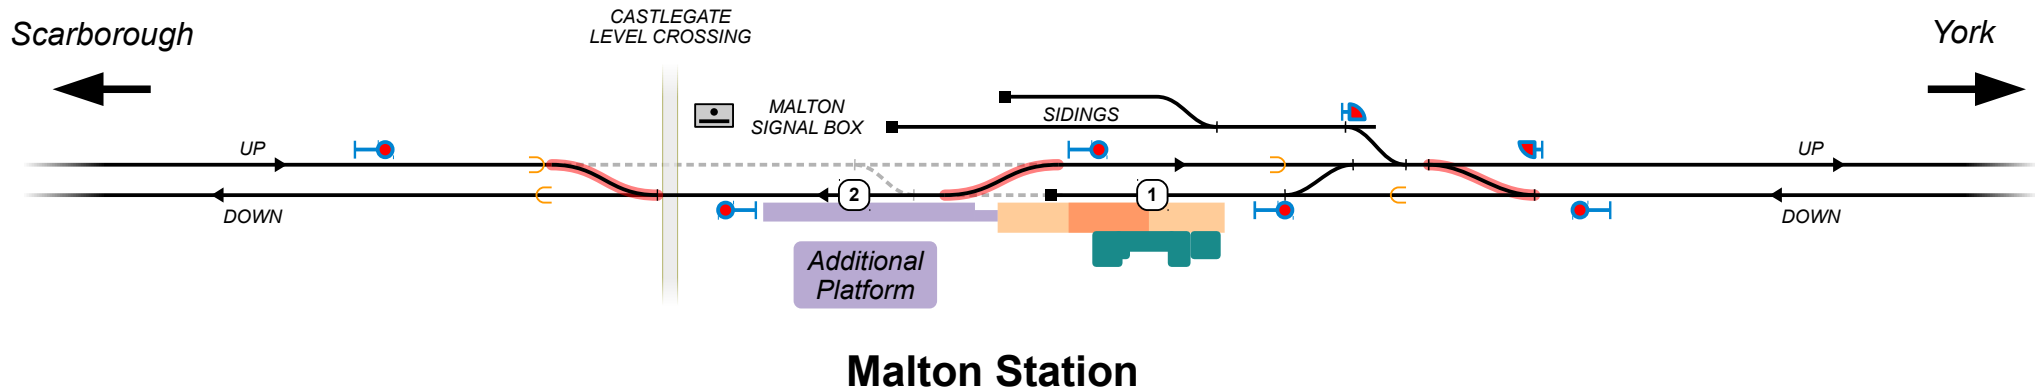 Scarborough
CASTLEGATE
LEVEL CROSSING
York
MALTON
SIGNAL BOX
SIDINGS
UP
UP
2
1
DOWN
DOWN
Additional
Platform
Malton Station